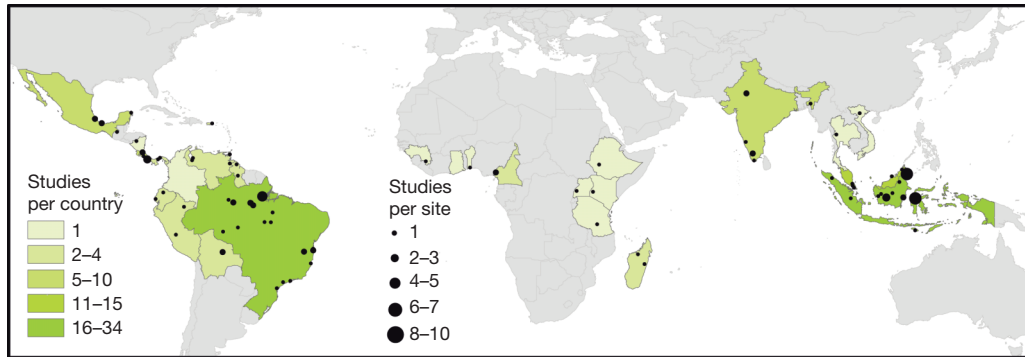 Studies
per country
1
2–4
5–10
11–15
16–34
Studies
per site
1
2–3
4–5
6–7
8–10